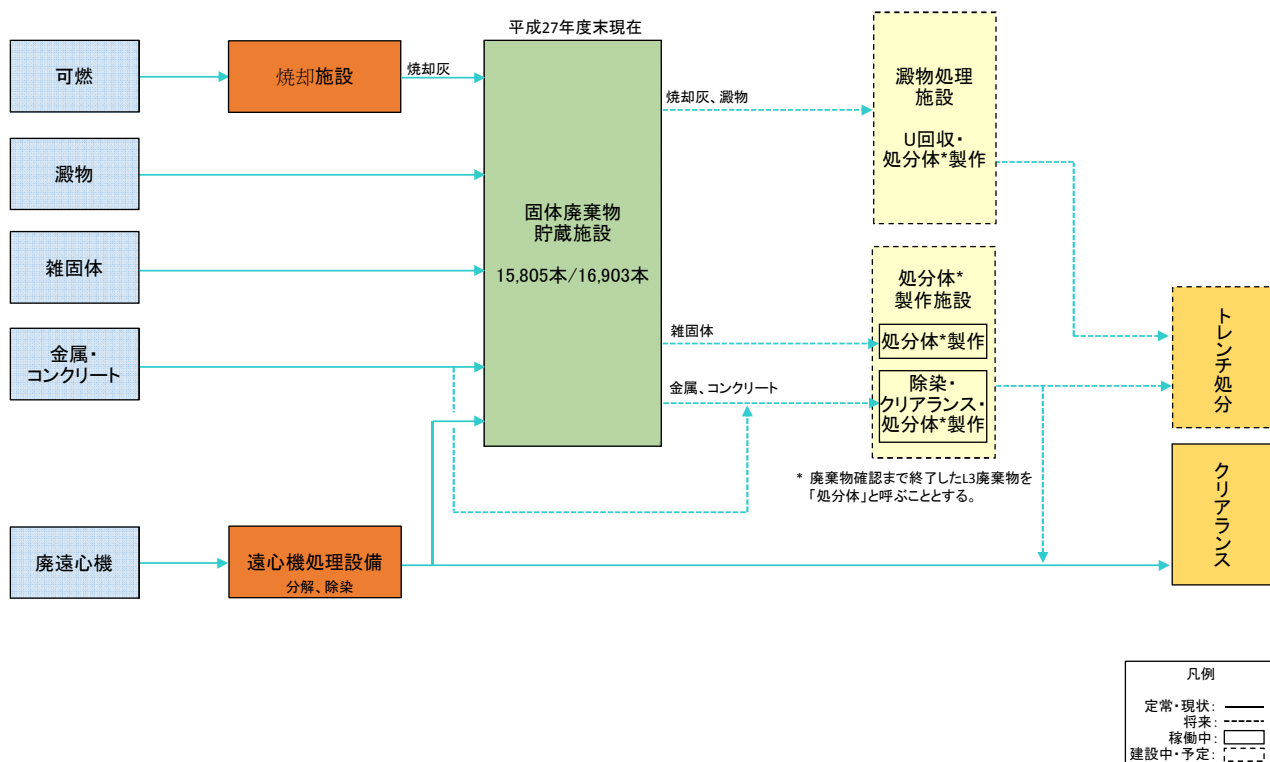 平成27年度末現在
可燃
焼却施設
焼却灰
澱物
雑固体
金属・
コンクリート
廃遠心機
遠心機処理設備
分解、除染
固体廃棄物
貯蔵施設
15,805本/16,903本
焼却灰、澱物
雑固体
金属、コンクリート
澱物処理
施設
U回収・
処分体*製作
処分体*
製作施設
処分体*製作
除染・
クリアランス・
処分体*製作
* 廃棄物確認まで終了したL3廃棄物を
「処分体」と呼ぶこととする。
トレンチ処分
クリアランス
凡例
定常・現状:
将来:
稼働中:
建設中・予定: